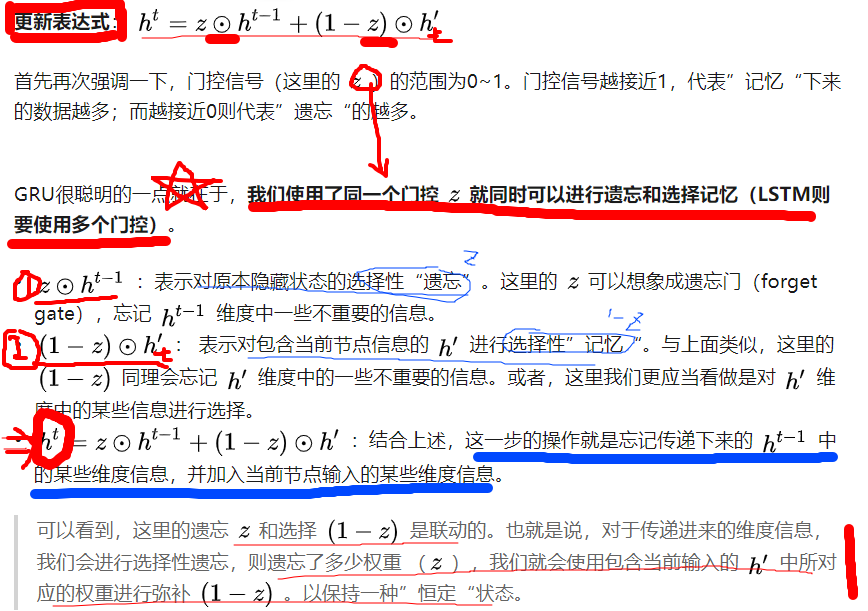 更新表达式： h^t = z ⊙ h^{t-1} + (1 - z) ⊙ h′ t
首先再次强调一下，门控信号（这里的 z ）的范围为0~1。门控信号越接近1，代表”记忆“下来
的数据越多；而越接近0则代表”遗忘“的越多。
GRU很聪明的一点就在于，我们使用了同一个门控 z 就同时可以进行遗忘和选择记忆（LSTM则
要使用多个门控）。
z
① z ⊙ h^{t-1} ：表示对原本隐藏状态的选择性“遗忘”。这里的 z 可以想象成遗忘门（forget
gate），忘记 h^{t-1} 维度中一些不重要的信息。
1-z
1 (1 - z) ⊙ h′ t ： 表示对包含当前节点信息的 h′ 进行选择性”记忆“。与上面类似，这里的
(1 - z) 同理会忘记 h′ 维度中的一些不重要的信息。或者，这里我们更应当看做是对 h′ 维
度中的某些信息进行选择。
h^t = z ⊙ h^{t-1} + (1 - z) ⊙ h′ ：结合上述，这一步的操作就是忘记传递下来的 h^{t-1} 中
的某些维度信息，并加入当前节点输入的某些维度信息。
可以看到，这里的遗忘 z 和选择 (1 - z) 是联动的。也就是说，对于传递进来的维度信息，
我们会进行选择性遗忘，则遗忘了多少权重 （z ），我们就会使用包含当前输入的 h′ 中所对
应的权重进行弥补 (1 - z) 。以保持一种”恒定“状态。